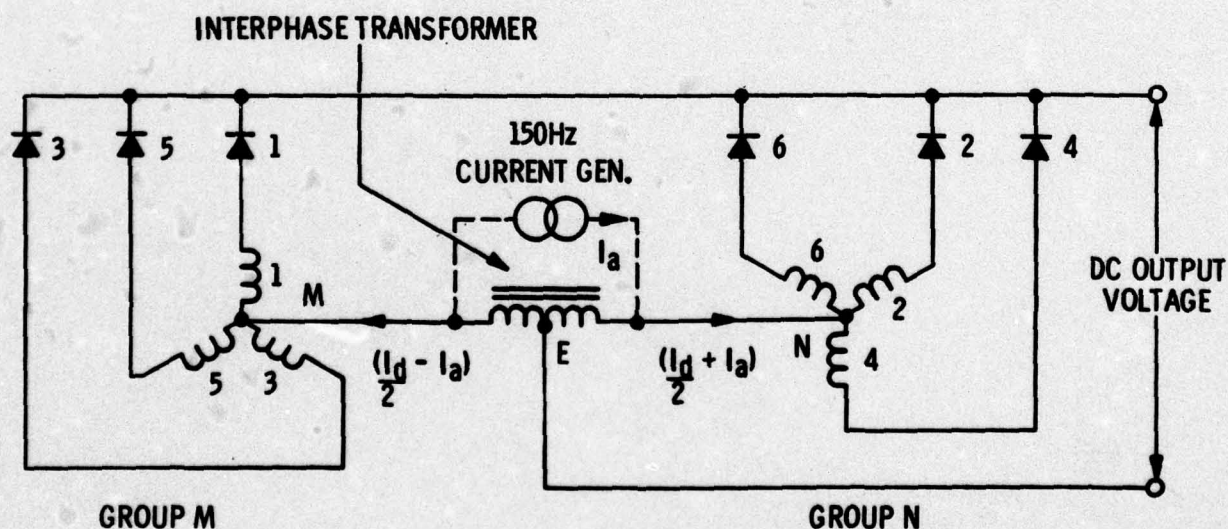 INTERPHASE TRANSFORMER
3
5
1
150Hz
CURRENT GEN.
Ia
6
2
4
1
M
5
3
(Id/2 - Ia)
E
(Id/2 + Ia)
N
6
2
4
DC OUTPUT
VOLTAGE
GROUP M
GROUP N